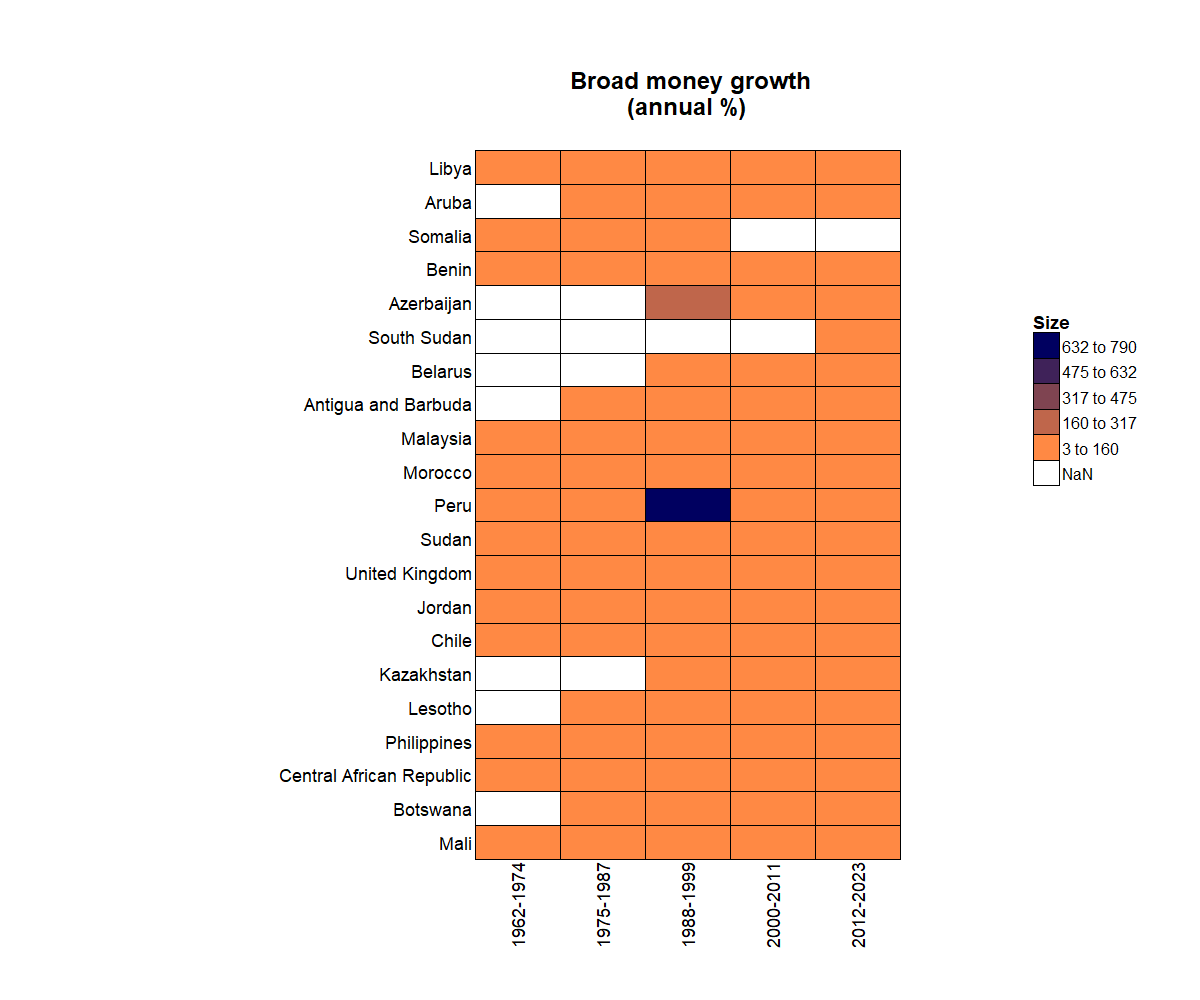 Broad money growth
(annual %)
Libya
Aruba
Somalia
Benin
Azerbaijan
South Sudan
Belarus
Antigua and Barbuda
Malaysia
Morocco
Peru
Sudan
United Kingdom
Jordan
Chile
Kazakhstan
Lesotho
Philippines
Central African Republic
Botswana
Mali
1962-1974
1975-1987
1988-1999
2000-2011
2012-2023
Size
632 to 790
475 to 632
317 to 475
160 to 317
3 to 160
NaN